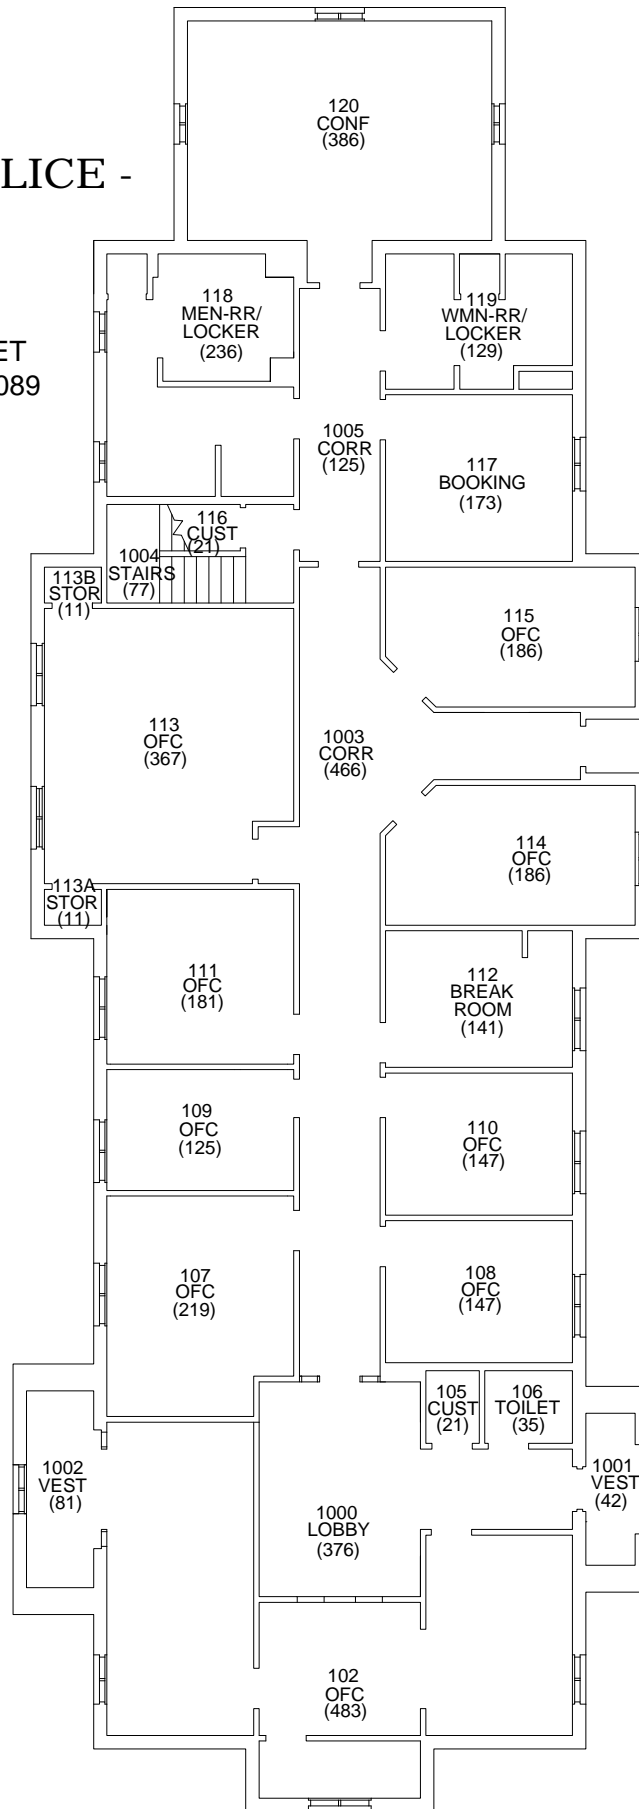 120
CONF
(386)
LICE -
118
MEN-RR/
LOCKER
(236)
119
WMN-RR/
LOCKER
(129)
ET
089
1005
CORR
(125)
117
BOOKING
(173)
116
CUST
(21)
1004
STAIRS
(77)
113B
STOR
(11)
115
OFC
(186)
113
OFC
(367)
1003
CORR
(466)
114
OFC
(186)
113A
STOR
(11)
111
OFC
(181)
112
BREAK
ROOM
(141)
109
OFC
(125)
110
OFC
(147)
107
OFC
(219)
108
OFC
(147)
105
CUST
(21)
106
TOILET
(35)
1002
VEST
(81)
1001
VEST
(42)
1000
LOBBY
(376)
102
OFC
(483)